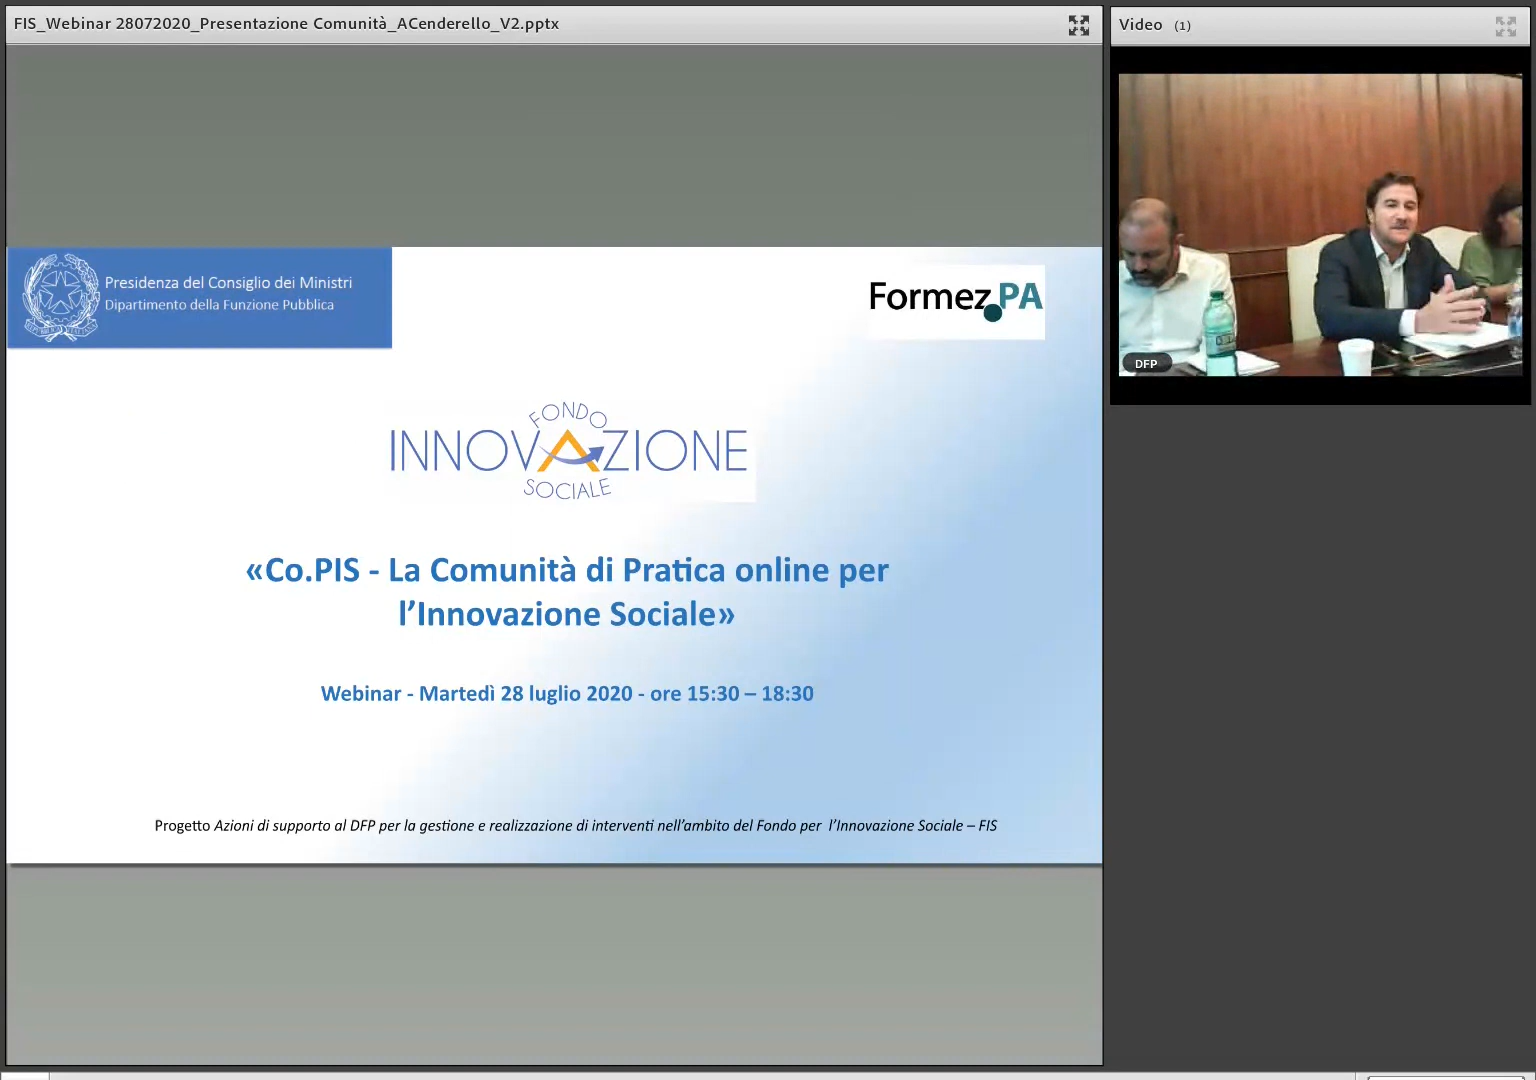 FIS_Webinar 28072020_Presentazione Comunità_ACenderello_V2.pptx
Video (1)
Presidenza del Consiglio dei Ministri
Dipartimento della Funzione Pubblica
Formez PA
FONDO
INNOVAZIONE
SOCIALE
«Co.PIS - La Comunità di Pratica online per
l’Innovazione Sociale»
Webinar - Martedì 28 luglio 2020 - ore 15:30 – 18:30
Progetto Azioni di supporto al DFP per la gestione e realizzazione di interventi nell’ambito del Fondo per l’Innovazione Sociale – FIS
DFP